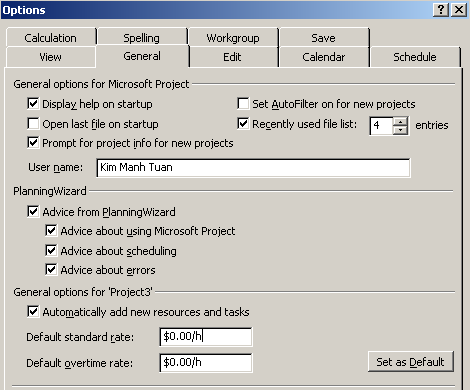 Options
Calculation Spelling Workgroup Save
View General Edit Calendar Schedule
General options for Microsoft Project
Display help on startup Set AutoFilter on for new projects
Open last file on startup Recently used file list: 4 entries
Prompt for project info for new projects
User name: Kim Manh Tuan
PlanningWizard
Advice from PlanningWizard
Advice about using Microsoft Project
Advice about scheduling
Advice about errors
General options for 'Project3'
Automatically add new resources and tasks
Default standard rate: $0.00/h
Default overtime rate: $0.00/h Set as Default